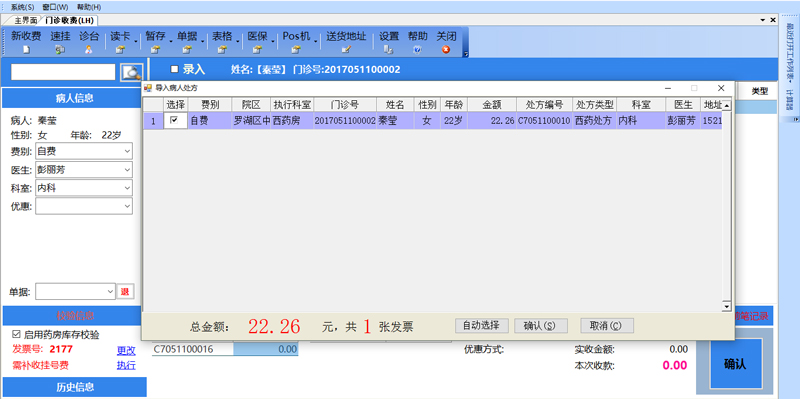 系统(S) 窗口(W) 帮助(H)
主界面 门诊收费(LH)
新收费 速挂 诊台 读卡 暂存 单据 表格 医保 Pos机 送货地址 设置 帮助 关闭
录入 姓名:【秦莹】 门诊号:2017051100002
病人信息
病人: 秦莹
性别: 女 年龄: 22岁
费别: 自费
医生: 彭丽芳
科室: 内科
优惠:
单据: 退
启用药房库存校验
发票号: 2177 更改
需补收挂号费 执行
历史信息
导入病人处方
选择 费别 院区 执行科室 门诊号 姓名 性别 年龄 金额 处方编号 处方类型 科室 医生 地址
1 自费 罗湖区中 西药房 2017051100002 秦莹 女 22岁 22.26 C7051100010 西药处方 内科 彭丽芳 1521
总金额: 22.26 元，共 1 张发票
自动选择 确认(S) 取消(C)
C7051100016 0.00
优惠方式: 实收金额: 0.00
本次收款: 0.00
确认
类型
笔记录
最近打开工作列表
计算器